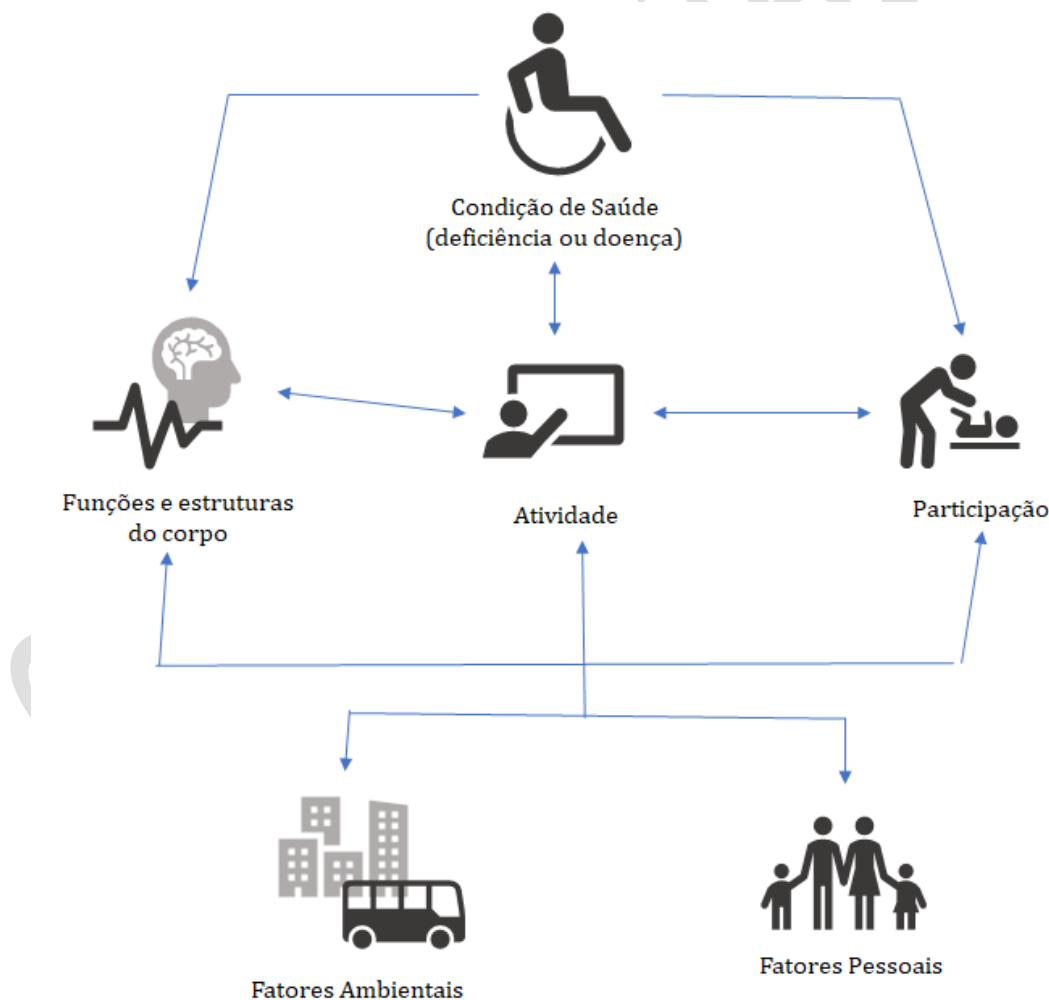 Condição de Saúde
(deficiência ou doença)
Funções e estruturas
do corpo
Atividade
Participação
Fatores Ambientais
Fatores Pessoais